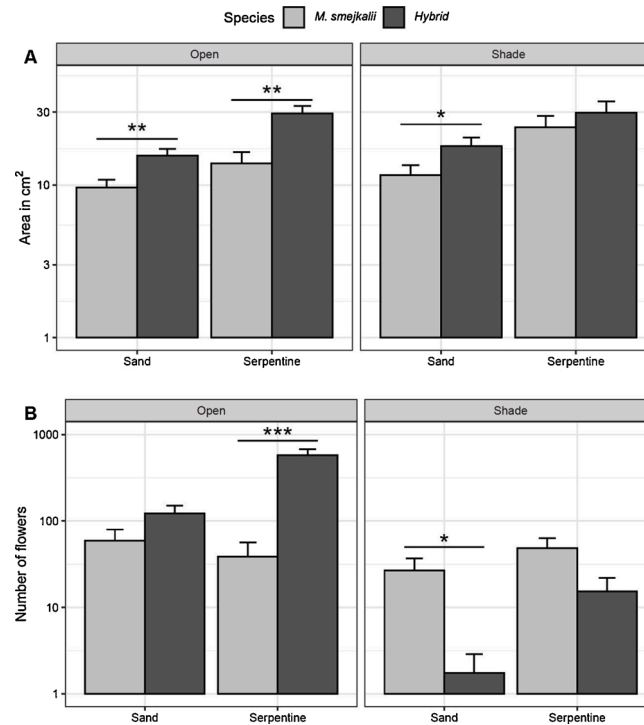 Species M. smejkalii Hybrid
A
Open Shade
Area in cm²
30
10
3
1
** ** *
Sand Serpentine Sand Serpentine
B
Open Shade
Number of flowers
1000
100
10
1
*** *
Sand Serpentine Sand Serpentine